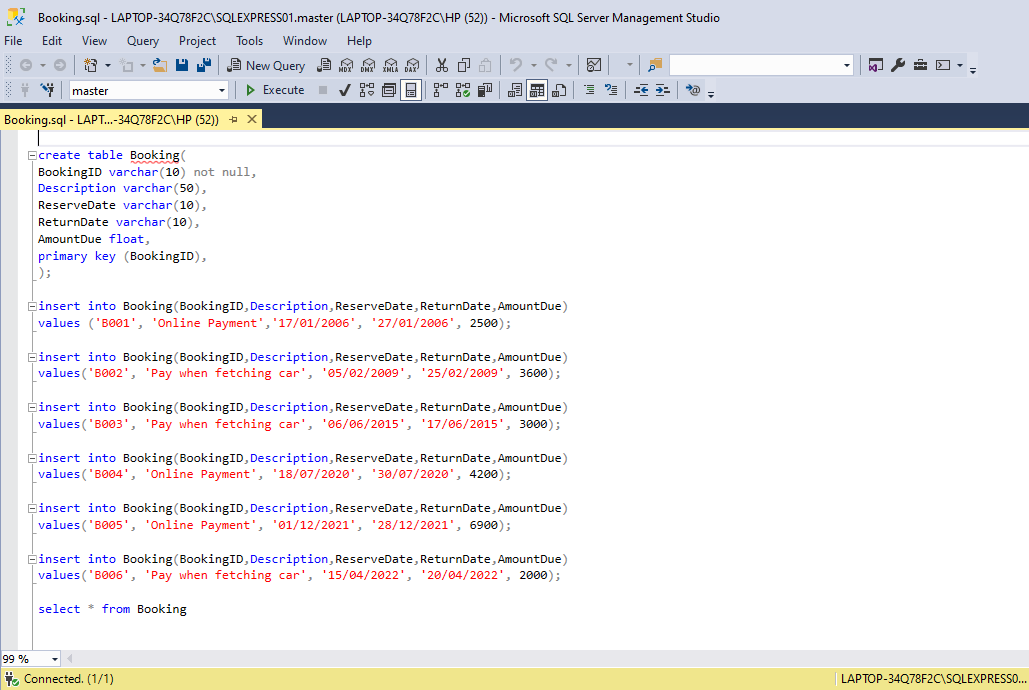 Booking.sql - LAPTOP-34Q78F2C\SQLEXPRESS01.master (LAPTOP-34Q78F2C\HP (52)) - Microsoft SQL Server Management Studio
File Edit View Query Project Tools Window Help
New Query MDX DMX XMLA DAX
master Execute
Booking.sql - LAPT...-34Q78F2C\HP (52))
create table Booking(
BookingID varchar(10) not null,
Description varchar(50),
ReserveDate varchar(10),
ReturnDate varchar(10),
AmountDue float,
primary key (BookingID),
);
insert into Booking(BookingID,Description,ReserveDate,ReturnDate,AmountDue)
values ('B001', 'Online Payment','17/01/2006', '27/01/2006', 2500);
insert into Booking(BookingID,Description,ReserveDate,ReturnDate,AmountDue)
values('B002', 'Pay when fetching car', '05/02/2009', '25/02/2009', 3600);
insert into Booking(BookingID,Description,ReserveDate,ReturnDate,AmountDue)
values('B003', 'Pay when fetching car', '06/06/2015', '17/06/2015', 3000);
insert into Booking(BookingID,Description,ReserveDate,ReturnDate,AmountDue)
values('B004', 'Online Payment', '18/07/2020', '30/07/2020', 4200);
insert into Booking(BookingID,Description,ReserveDate,ReturnDate,AmountDue)
values('B005', 'Online Payment', '01/12/2021', '28/12/2021', 6900);
insert into Booking(BookingID,Description,ReserveDate,ReturnDate,AmountDue)
values('B006', 'Pay when fetching car', '15/04/2022', '20/04/2022', 2000);
select * from Booking
99 %
Connected. (1/1) LAPTOP-34Q78F2C\SQLEXPRESS0...